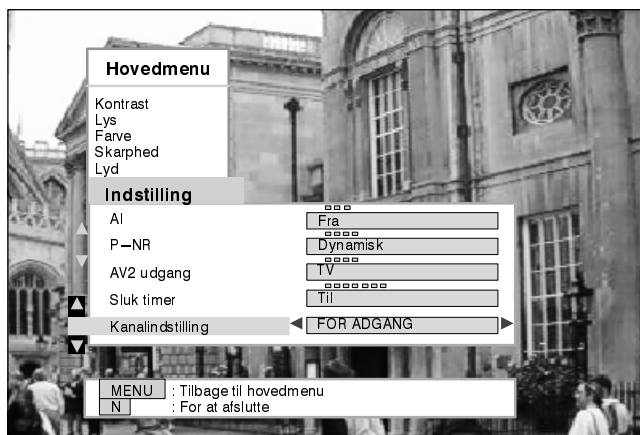 Hovedmenu
Kontrast
Lys
Farve
Skarphed
Lyd
Indstilling
AI Fra
P–NR Dynamisk
AV2 udgang TV
Sluk timer Til
Kanalindstilling FOR ADGANG
MENU : Tilbage til hovedmenu
N : For at afslutte